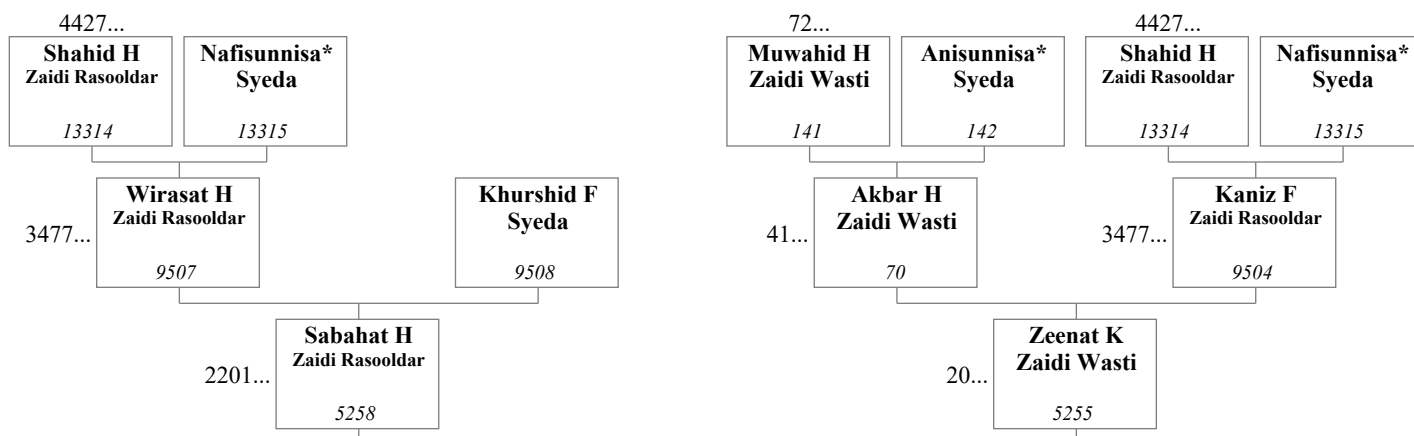 4427...
Shahid H
Zaidi Rasooldar
13314
Nafisunnisa*
Syeda
13315
72...
Muwahid H
Zaidi Wasti
141
Anisunnisa*
Syeda
142
4427...
Shahid H
Zaidi Rasooldar
13314
Nafisunnisa*
Syeda
13315
3477...
Wirasat H
Zaidi Rasooldar
9507
Khurshid F
Syeda
9508
41...
Akbar H
Zaidi Wasti
70
3477...
Kaniz F
Zaidi Rasooldar
9504
2201...
Sabahat H
Zaidi Rasooldar
5258
20...
Zeenat K
Zaidi Wasti
5255